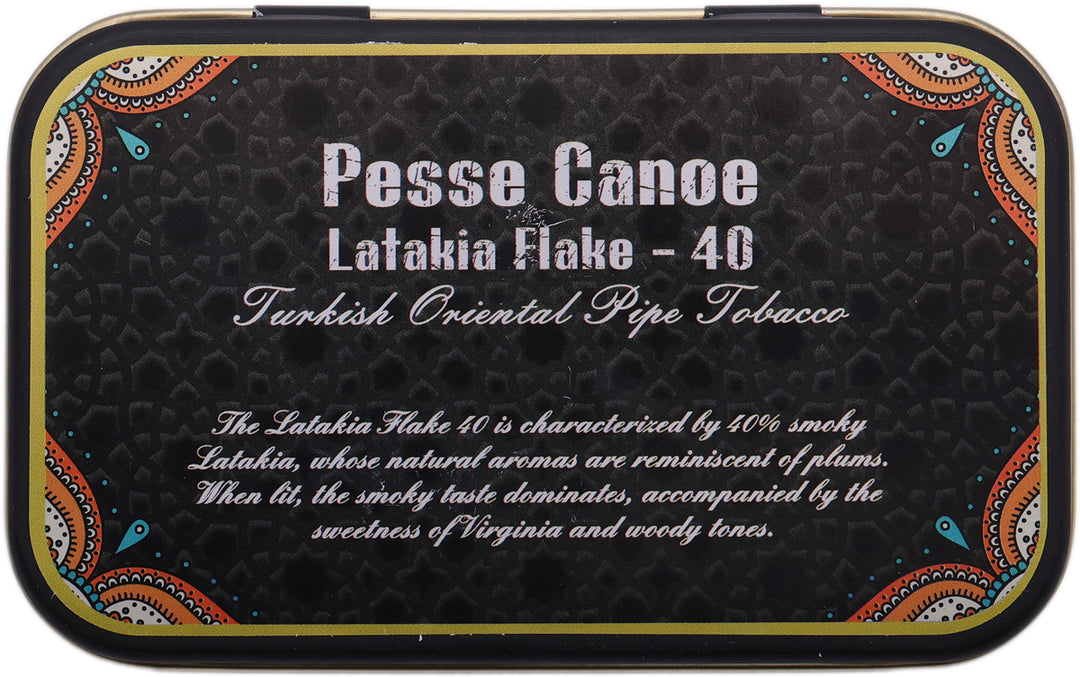 Pesse Canoe
Latakia Flake - 40
Turkish Oriental Pipe Tobacco
The Latakia Flake 40 is characterized by 40% smoky
Latakia, whose natural aromas are reminiscent of plums.
When lit, the smoky taste dominates, accompanied by the
sweetness of Virginia and woody tones.